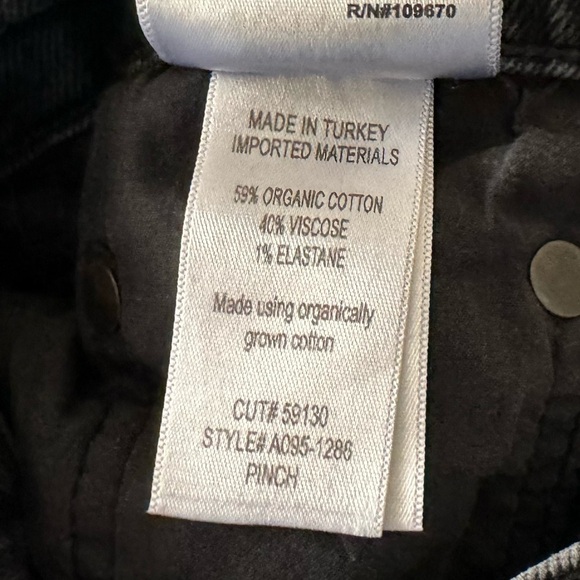 R/N#109670
MADE IN TURKEY
IMPORTED MATERIALS
59% ORGANIC COTTON
40% VISCOSE
1% ELASTANE
Made using organically
grown cotton
CUT# 59130
STYLE# A095-1286
PINCH